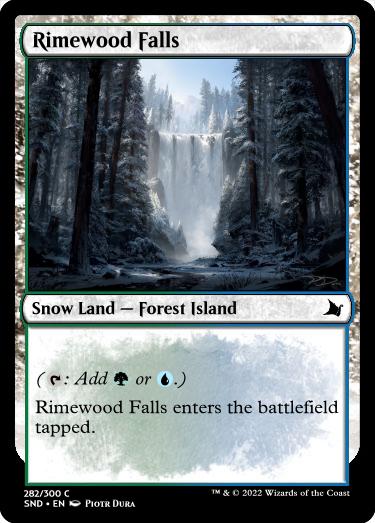 Rimewood Falls
Snow Land — Forest Island
( : Add or .)
Rimewood Falls enters the battlefield
tapped.
282/300 C
SND • EN Piotr Dura
™ & © 2022 Wizards of the Coast